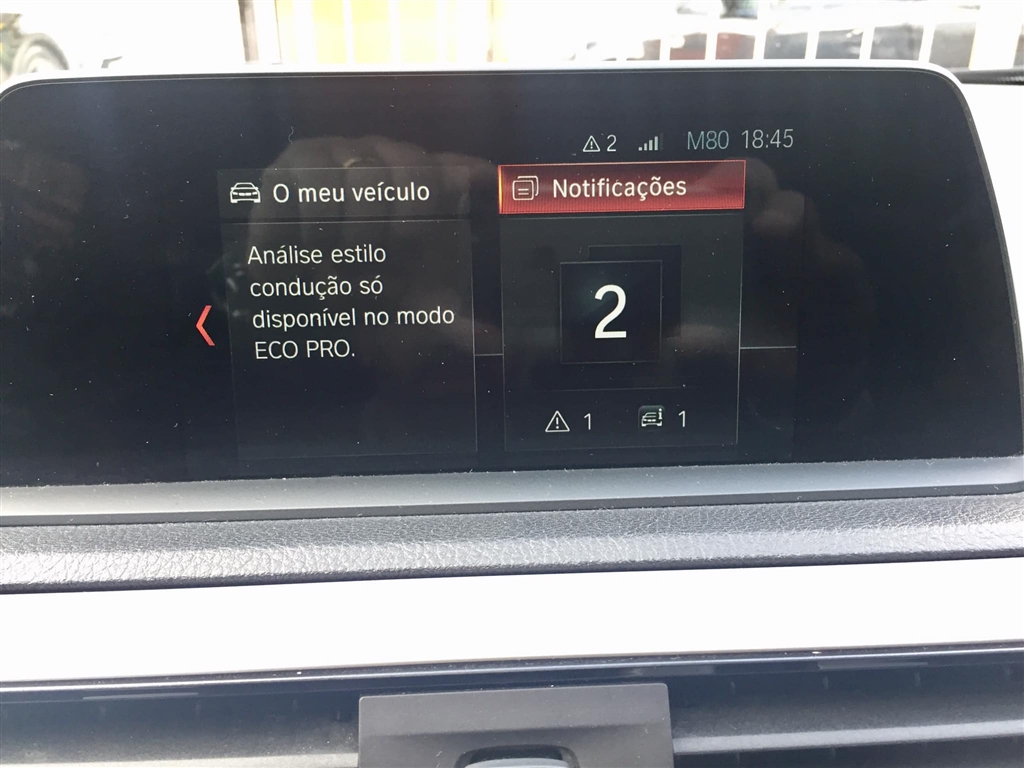 2 M80 18:45
O meu veículo
Notificações
Análise estilo
condução só
disponível no modo
ECO PRO.
2
1 1